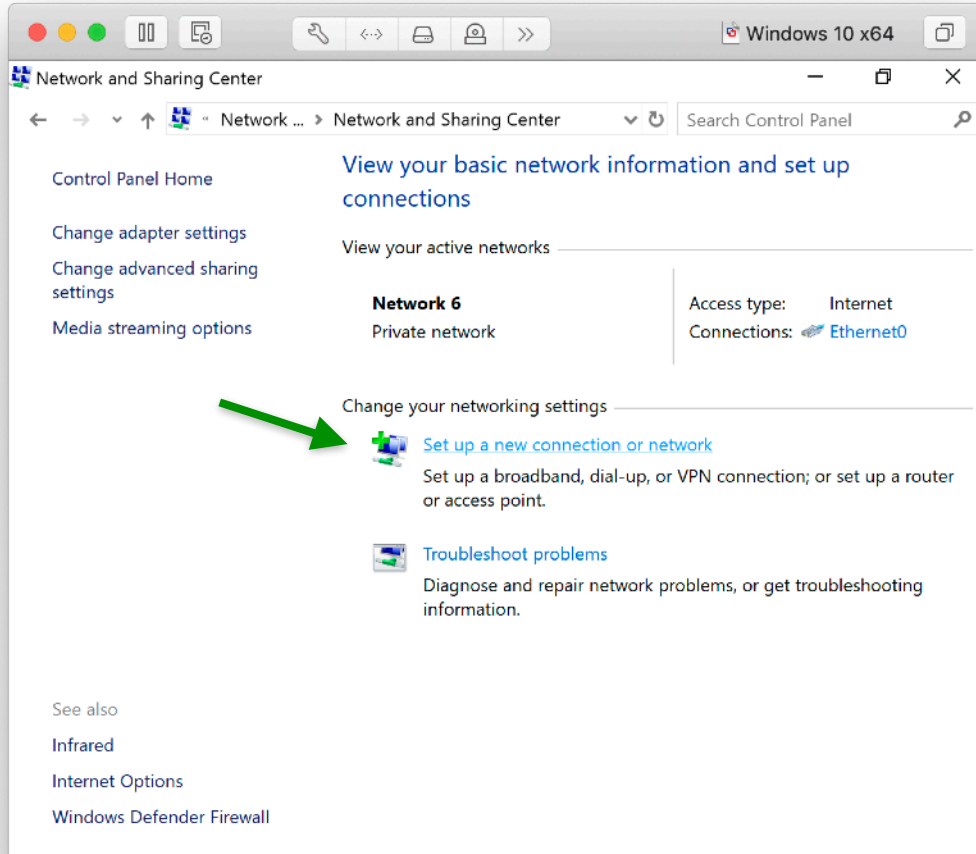 Windows 10 x64
Network and Sharing Center
Network ... > Network and Sharing Center
Search Control Panel
Control Panel Home
Change adapter settings
Change advanced sharing
settings
Media streaming options
See also
Infrared
Internet Options
Windows Defender Firewall
View your basic network information and set up
connections
View your active networks
Network 6
Private network
Access type: Internet
Connections: Ethernet0
Change your networking settings
Set up a new connection or network
Set up a broadband, dial-up, or VPN connection; or set up a router
or access point.
Troubleshoot problems
Diagnose and repair network problems, or get troubleshooting
information.